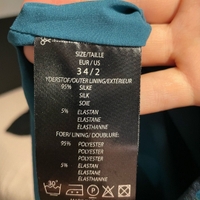 SIZE/TAILLE
EUR / US
34/2
YDERSTOF/OUTER LINING/EXTERIEUR
95% SILKE
SILK
SOIE
5% ELASTAN
ELASTANE
ELASTHANNE
FOER/LINING/ DOUBLURE:
95% POLYESTER
POLYESTER
POLYESTER
5% ELASTAN
ELASTANE
ELASTHANNE
30°
P